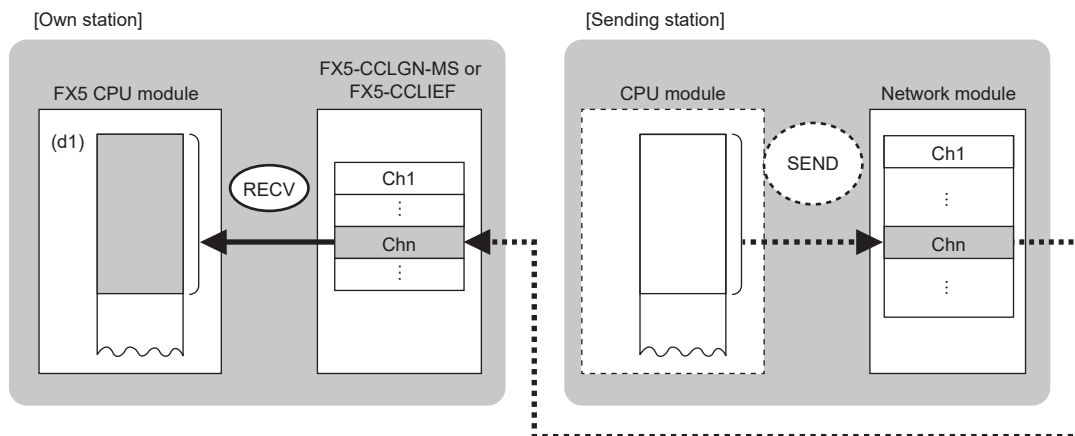 [Own station]
[Sending station]
FX5-CCLGN-MS or
FX5-CCLIEF
FX5 CPU module
CPU module
Network module
(d1)
RECV
Ch1
⋮
Chn
⋮
SEND
Ch1
⋮
Chn
⋮